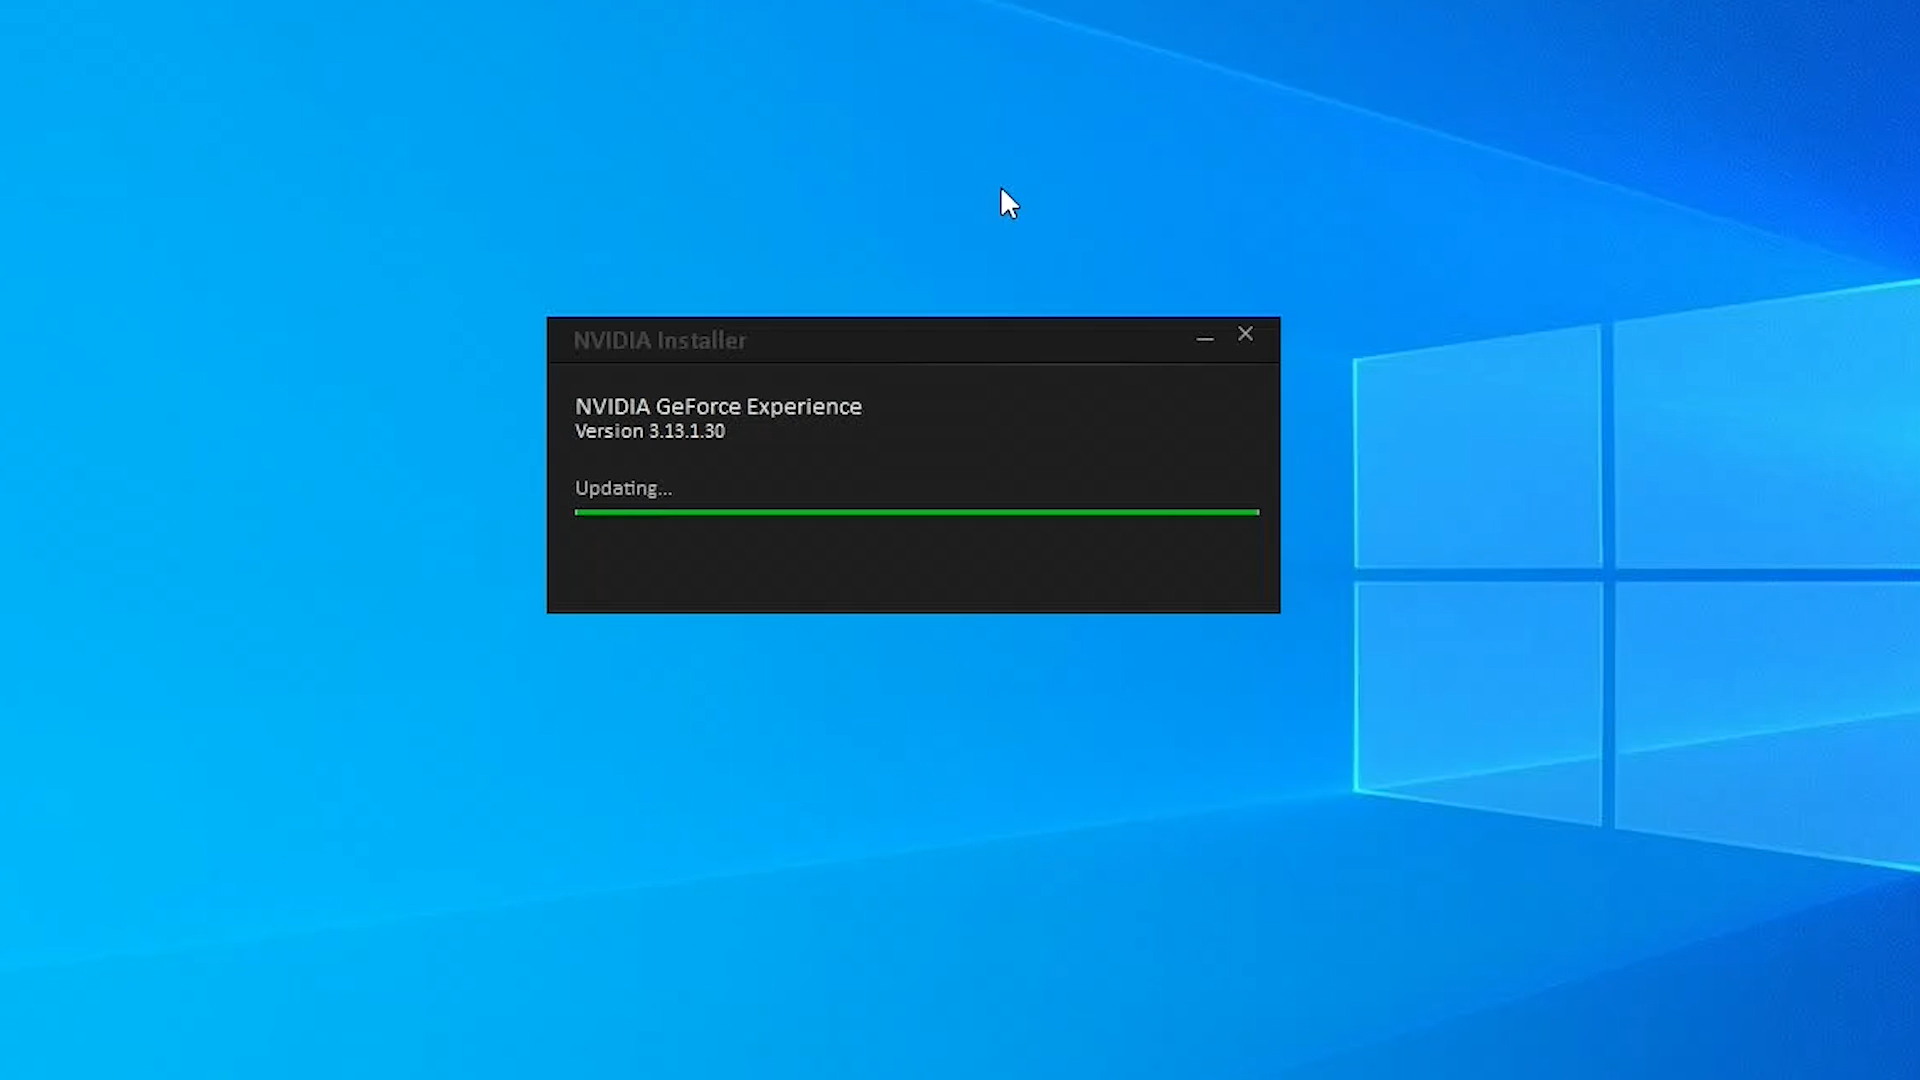 NVIDIA Installer
NVIDIA GeForce Experience
Version 3.13.1.30
Updating...